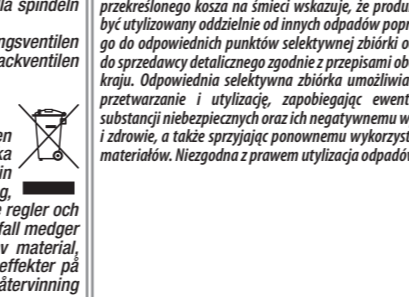 la spindeln
ngsventilen
ackventilen
en
ka
in
g,
e regler och
fall medger
v material,
effekter på
återvinning
przekreślonego kosza na śmieci wskazuje, że produk
być utylizowany oddzielnie od innych odpadów popr
go do odpowiednich punktów selektywnej zbiórki o
do sprzedawcy detalicznego zgodnie z przepisami ob
kraju. Odpowiednia selektywna zbiórka umożliwia
przetwarzanie i utylizację, zapobiegając ewent
substancji niebezpiecznych oraz ich negatywnemu w
i zdrowie, a także sprzyjając ponownemu wykorzyst
materiałów. Niezgodna z prawem utylizacja odpadów